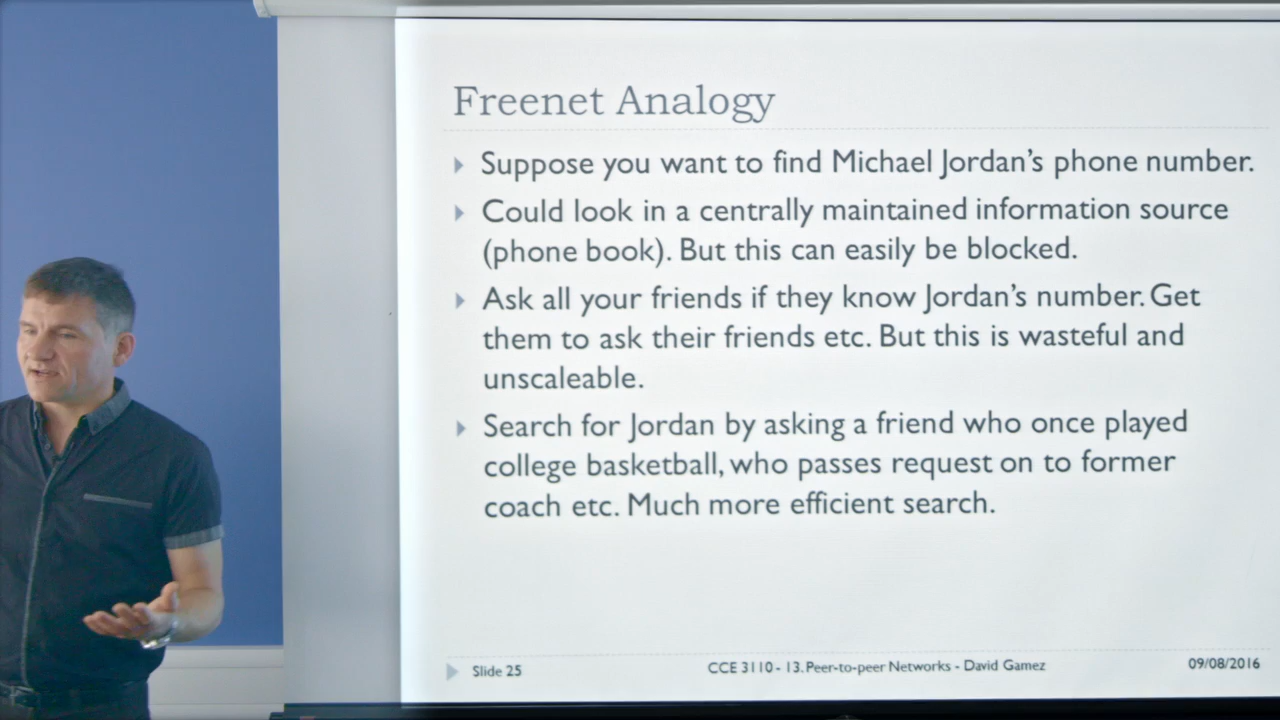 Freenet Analogy
Suppose you want to find Michael Jordan's phone number.
Could look in a centrally maintained information source
(phone book). But this can easily be blocked.
Ask all your friends if they know Jordan's number. Get
them to ask their friends etc. But this is wasteful and
unscaleable.
Search for Jordan by asking a friend who once played
college basketball, who passes request on to former
coach etc. Much more efficient search.
Slide 25
CCE 3110 - 13. Peer-to-peer Networks - David Gamez
09/08/2016